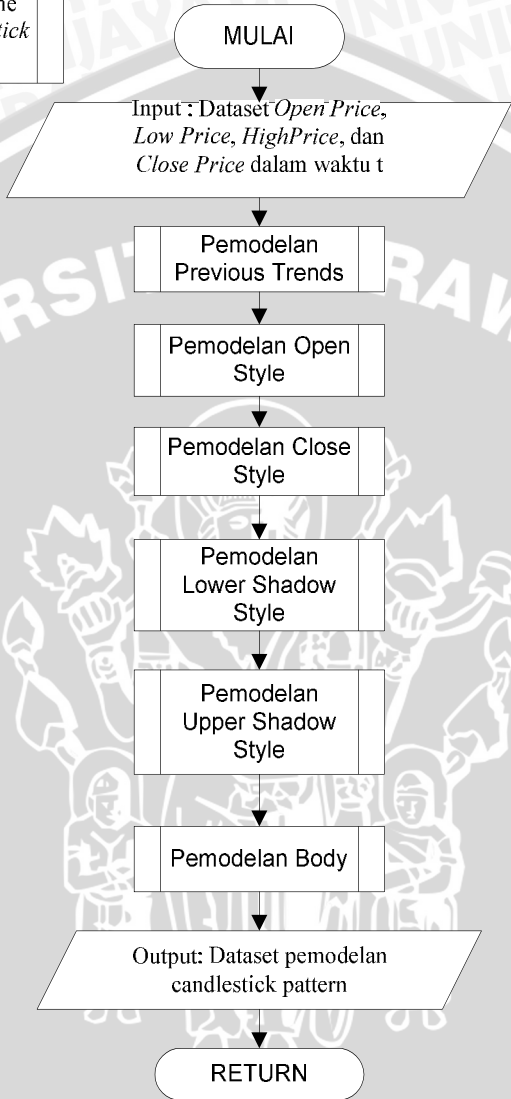 tick
MULAI
Input : Dataset Open Price,
Low Price, HighPrice, dan
Close Price dalam waktu t
Pemodelan
Previous Trends
Pemodelan Open
Style
Pemodelan Close
Style
Pemodelan
Lower Shadow
Style
Pemodelan
Upper Shadow
Style
Pemodelan Body
Output: Dataset pemodelan
candlestick pattern
RETURN